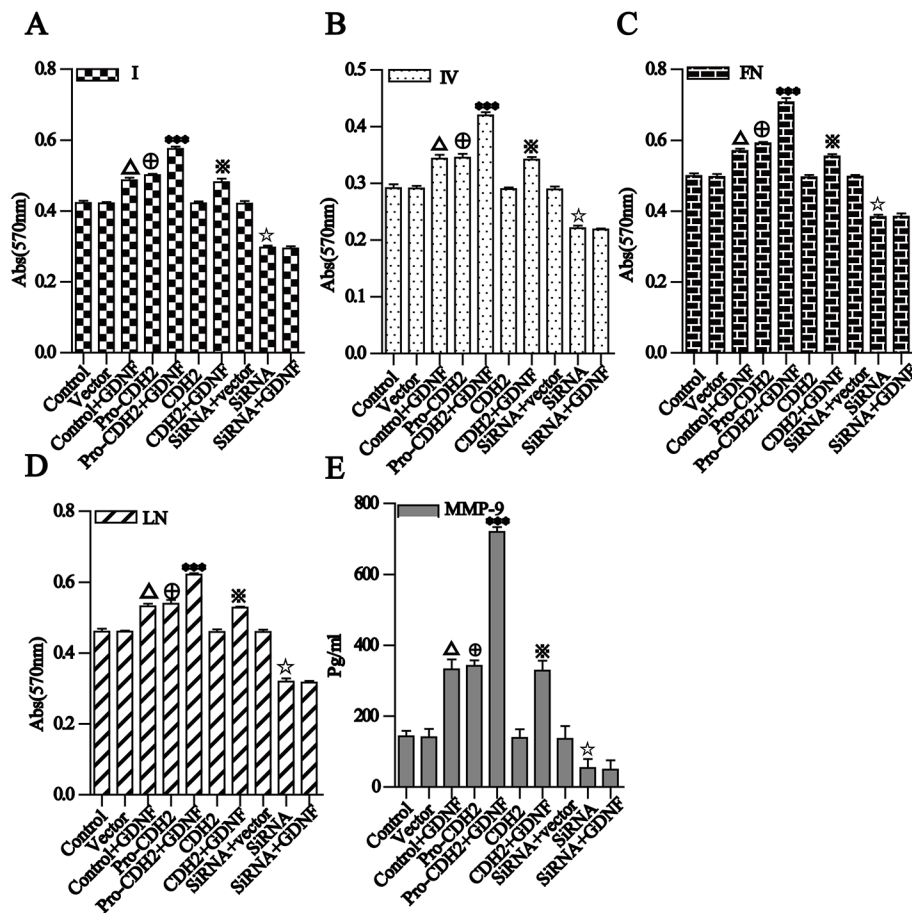 A
I
Abs(570nm)
0.8
0.6
0.4
0.2
0.0
Control
Vector
Control+GDNF
Pro-CDH2
Pro-CDH2+GDNF
CDH2
CDH2+GDNF
SiRNA+vector
SiRNA
SiRNA+GDNF
B
IV
Abs(570nm)
0.5
0.4
0.3
0.2
0.1
0.0
Control
Vector
Control+GDNF
Pro-CDH2
Pro-CDH2+GDNF
CDH2
CDH2+GDNF
SiRNA+vector
SiRNA
SiRNA+GDNF
C
FN
Abs(570nm)
0.8
0.6
0.4
0.2
0.0
Control
Vector
Control+GDNF
Pro-CDH2
Pro-CDH2+GDNF
CDH2
CDH2+GDNF
SiRNA+vector
SiRNA
SiRNA+GDNF
D
LN
Abs(570nm)
0.8
0.6
0.4
0.2
0.0
Control
Vector
Control+GDNF
Pro-CDH2
Pro-CDH2+GDNF
CDH2
CDH2+GDNF
SiRNA+vector
SiRNA
SiRNA+GDNF
E
MMP-9
Pg/ml
800
600
400
200
0
Control
Vector
Control+GDNF
Pro-CDH2
Pro-CDH2+GDNF
CDH2
CDH2+GDNF
SiRNA+vector
SiRNA
SiRNA+GDNF